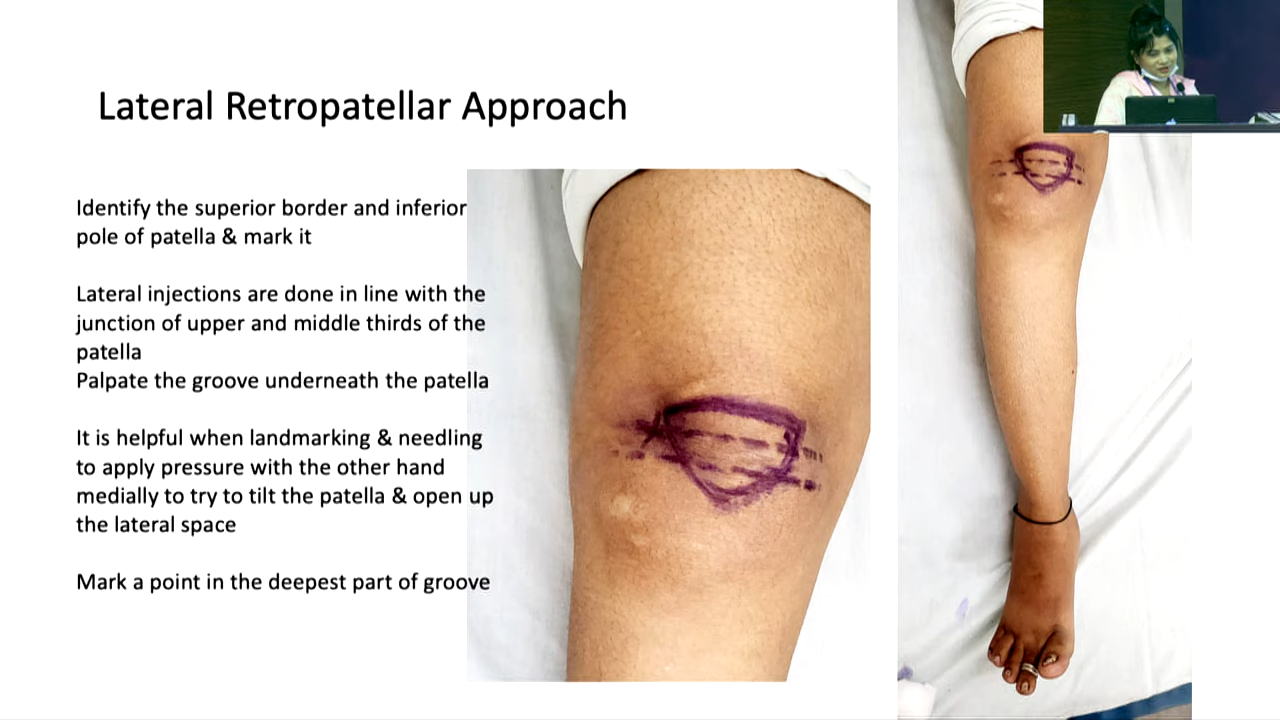 Lateral Retropatellar Approach
Identify the superior border and inferior
pole of patella & mark it
Lateral injections are done in line with the
junction of upper and middle thirds of the
patella
Palpate the groove underneath the patella
It is helpful when landmarking & needling
to apply pressure with the other hand
medially to try to tilt the patella & open up
the lateral space
Mark a point in the deepest part of groove